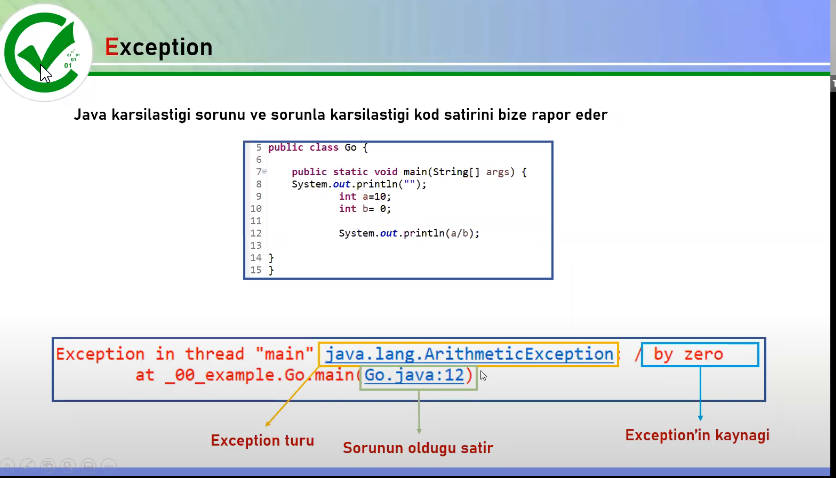 Exception
Java karsilastigi sorunu ve sorunla karsilastigi kod satirini bize rapor eder
5 public class Go {
6
7 public static void main(String[] args) {
8 System.out.println("");
9 int a=10;
10 int b= 0;
11
12 System.out.println(a/b);
13
14 }
15 }
Exception in thread "main" java.lang.ArithmeticException: / by zero
at _00_example.Go.main(Go.java:12)
Exception turu
Sorunun oldugu satir
Exception'in kaynagi